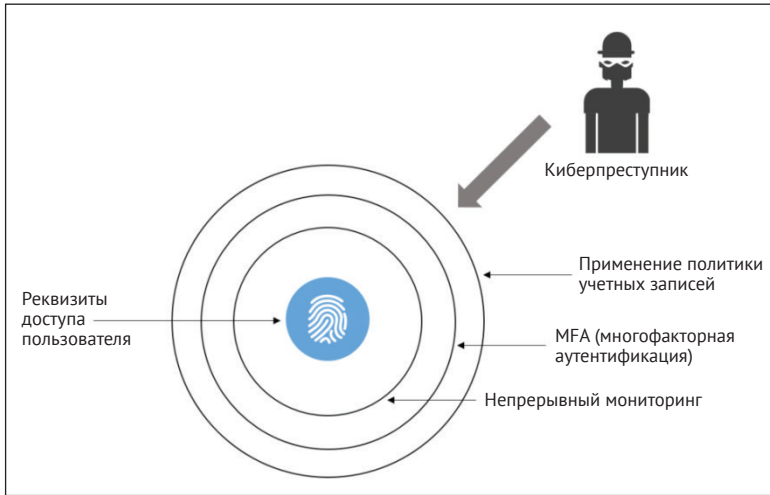 Киберпреступник
Применение политики
учетных записей
Реквизиты
доступа
пользователя
MFA (многофакторная
аутентификация)
Непрерывный мониторинг